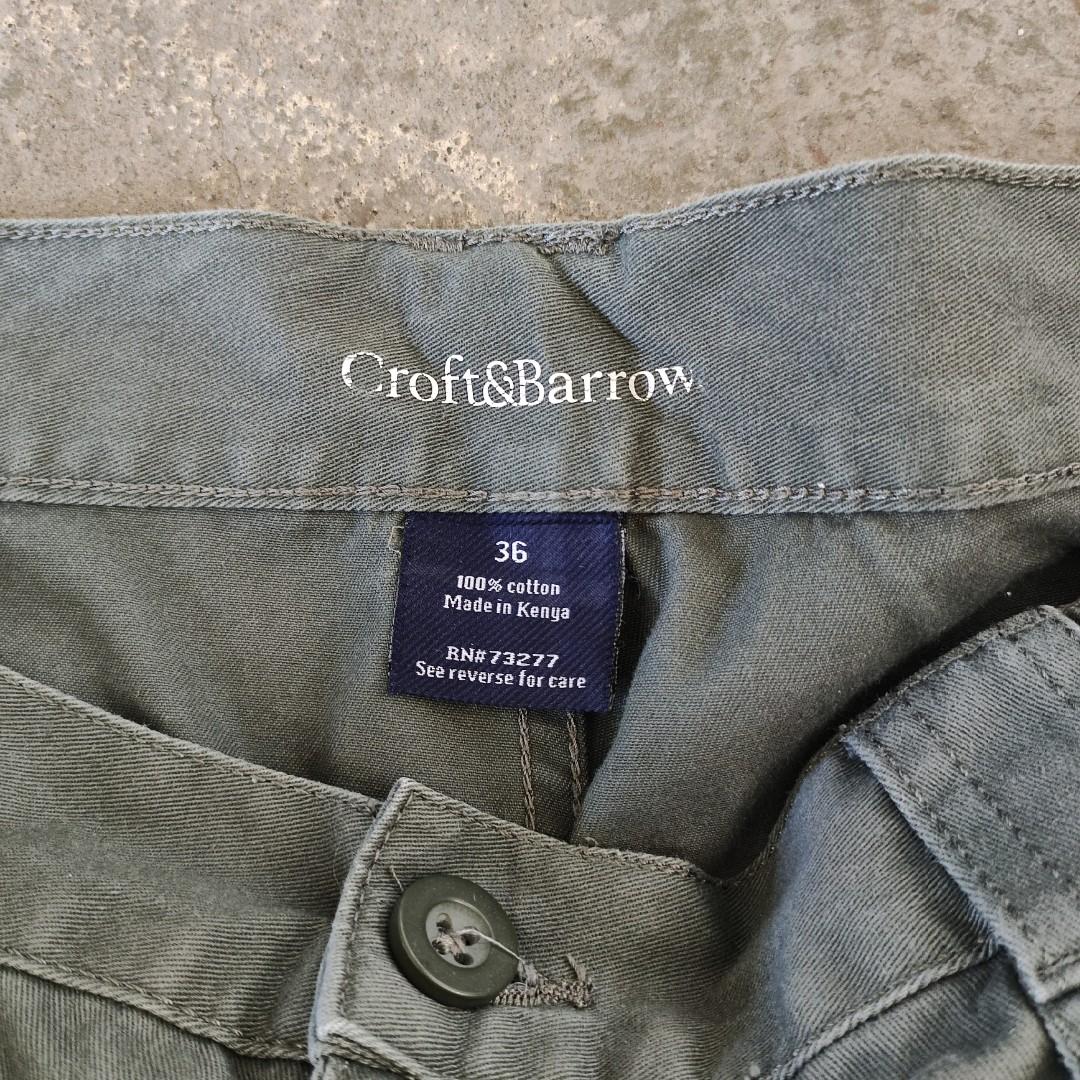 Croft&Barrow
36
100% cotton
Made in Kenya
RN#73277
See reverse for care